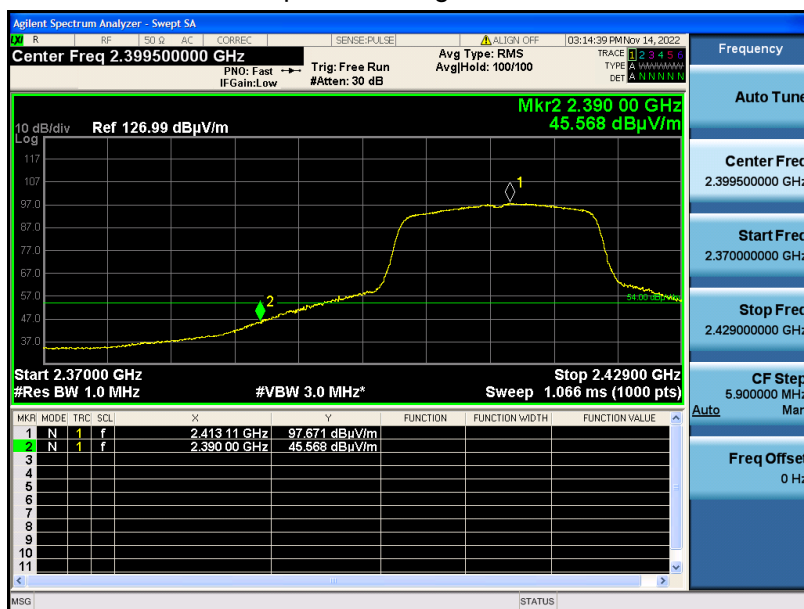 Agilent Spectrum Analyzer - Swept SA
LXI R RF 50 Ω AC CORREC SENSE:PULSE ALIGN OFF 03:14:39 PM Nov 14, 2022
Center Freq 2.399500000 GHz
PNO: Fast
IFGain:Low
Trig: Free Run
#Atten: 30 dB
Avg Type: RMS
Avg|Hold: 100/100
TRACE 1 2 3 4 5 6
TYPE A WWWWW
DET A N N N N N
Mkr2 2.390 00 GHz
45.568 dBµV/m
10 dB/div Ref 126.99 dBµV/m
Log
117
107
97.0
87.0
77.0
67.0
57.0
47.0
37.0
1
2
54.00 dBµV/m
Start 2.37000 GHz Stop 2.42900 GHz
#Res BW 1.0 MHz #VBW 3.0 MHz* Sweep 1.066 ms (1000 pts)
MKR MODE TRC SCL X Y FUNCTION FUNCTION WIDTH FUNCTION VALUE
1 N 1 f 2.413 11 GHz 97.671 dBµV/m
2 N 1 f 2.390 00 GHz 45.568 dBµV/m
3
4
5
6
7
8
9
10
11
MSG STATUS
Frequency
Auto Tune
Center Freq
2.399500000 GHz
Start Freq
2.370000000 GHz
Stop Freq
2.429000000 GHz
CF Step
5.900000 MHz
Auto Man
Freq Offset
0 Hz